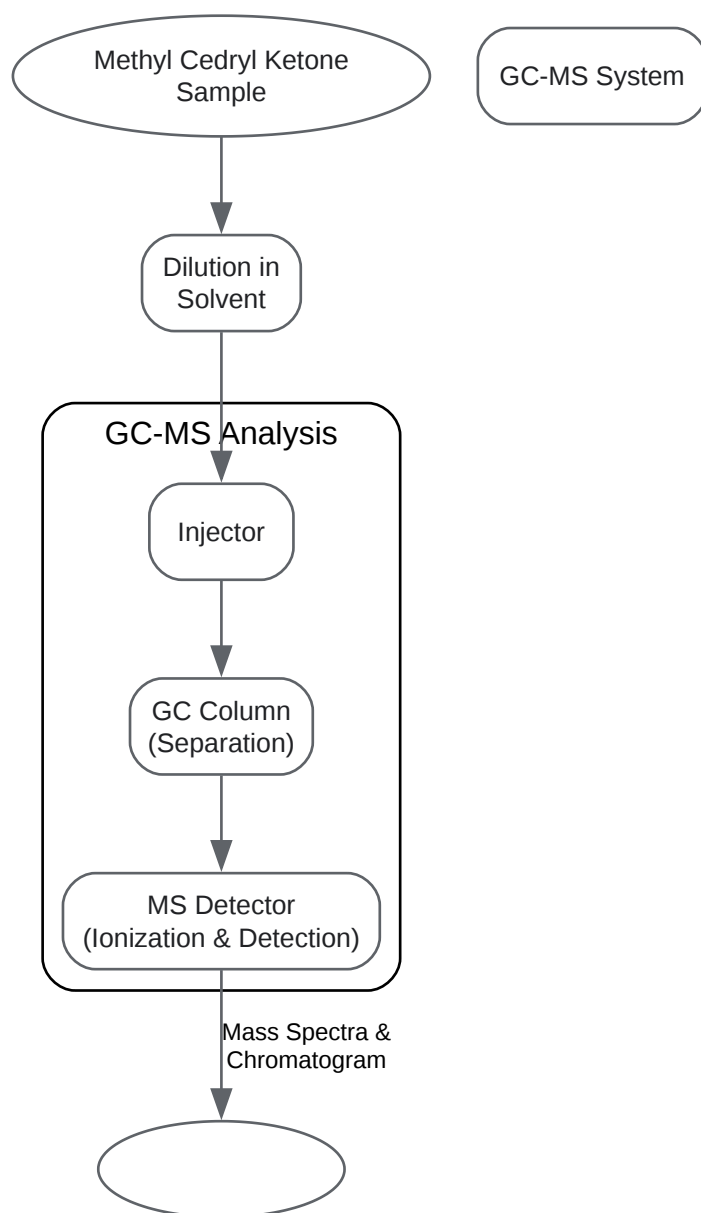 Methyl Cedryl Ketone
Sample
GC-MS System
Dilution in
Solvent
GC-MS Analysis
Injector
GC Column
(Separation)
MS Detector
(Ionization & Detection)
Mass Spectra &
Chromatogram